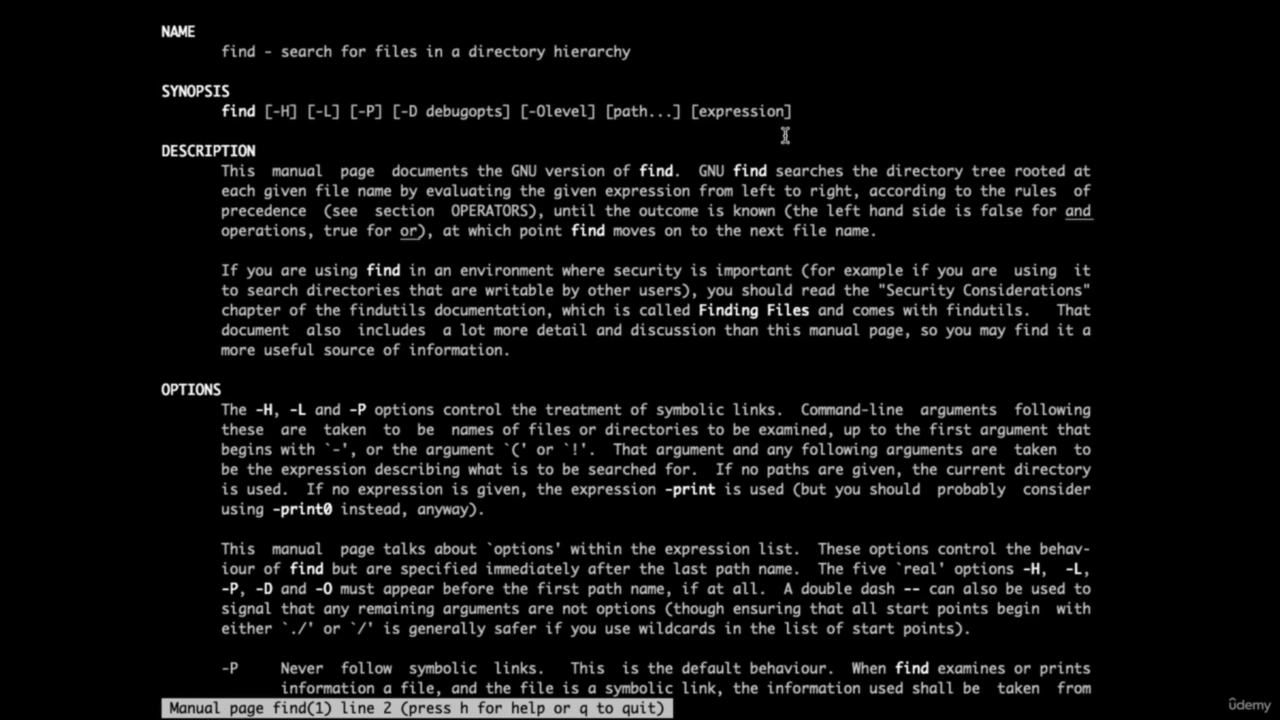 NAME
find - search for files in a directory hierarchy
SYNOPSIS
find [-H] [-L] [-P] [-D debugopts] [-Olevel] [path...] [expression]
DESCRIPTION
This manual page documents the GNU version of find. GNU find searches the directory tree rooted at
each given file name by evaluating the given expression from left to right, according to the rules of
precedence (see section OPERATORS), until the outcome is known (the left hand side is false for and
operations, true for or), at which point find moves on to the next file name.
If you are using find in an environment where security is important (for example if you are using it
to search directories that are writable by other users), you should read the "Security Considerations"
chapter of the findutils documentation, which is called Finding Files and comes with findutils. That
document also includes a lot more detail and discussion than this manual page, so you may find it a
more useful source of information.
OPTIONS
The -H, -L and -P options control the treatment of symbolic links. Command-line arguments following
these are taken to be names of files or directories to be examined, up to the first argument that
begins with `-', or the argument `(' or `!'. That argument and any following arguments are taken to
be the expression describing what is to be searched for. If no paths are given, the current directory
is used. If no expression is given, the expression -print is used (but you should probably consider
using -print0 instead, anyway).
This manual page talks about `options' within the expression list. These options control the behav-
iour of find but are specified immediately after the last path name. The five `real' options -H, -L,
-P, -D and -O must appear before the first path name, if at all. A double dash -- can also be used to
signal that any remaining arguments are not options (though ensuring that all start points begin with
either `./' or `/' is generally safer if you use wildcards in the list of start points).
-P Never follow symbolic links. This is the default behaviour. When find examines or prints
information a file, and the file is a symbolic link, the information used shall be taken from
Manual page find(1) line 2 (press h for help or q to quit)
ûdemy